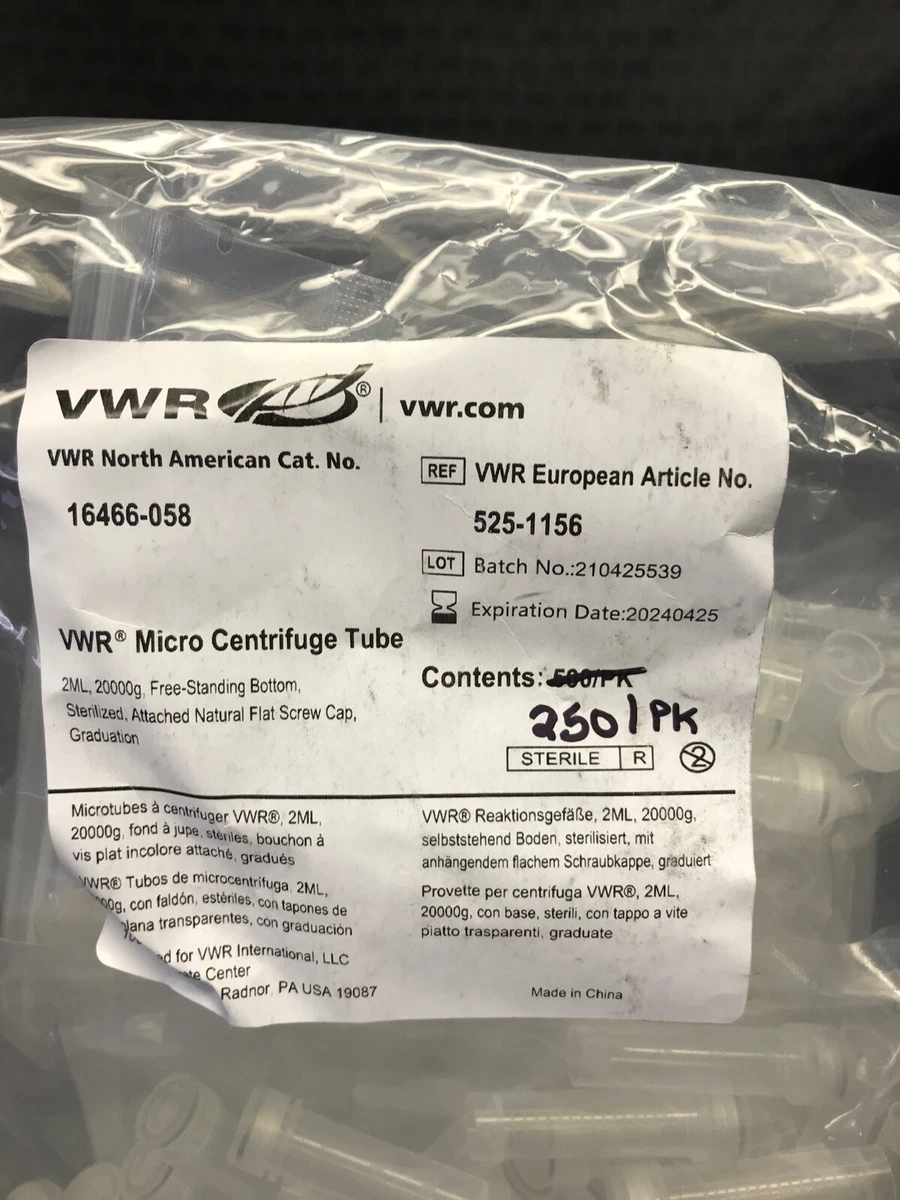 VWR® | vwr.com
VWR North American Cat. No.
16466-058
REF VWR European Article No.
525-1156
LOT Batch No.:210425539
Expiration Date:20240425
VWR® Micro Centrifuge Tube
2ML, 20000g, Free-Standing Bottom,
Sterilized, Attached Natural Flat Screw Cap,
Graduation
Contents: 500/PK
250/PK
STERILE R 2
Microtubes à centrifuger VWR®, 2ML,
20000g, fond à jupe, stériles, bouchon à
vis plat incolore attaché, gradués
VWR® Tubos de microcentrífuga, 2ML,
con faldón, estériles, con tapones de
transparentes, con graduación
for VWR International, LLC
Center
Radnor, PA USA 19087
VWR® Reaktionsgefäße, 2ML, 20000g,
selbststehend Boden, sterilisiert, mit
anhängendem flachem Schraubkappe, graduiert
Provette per centrifuga VWR®, 2ML,
20000g, con base, sterili, con tappo a vite
piatto trasparenti, graduate
Made in China